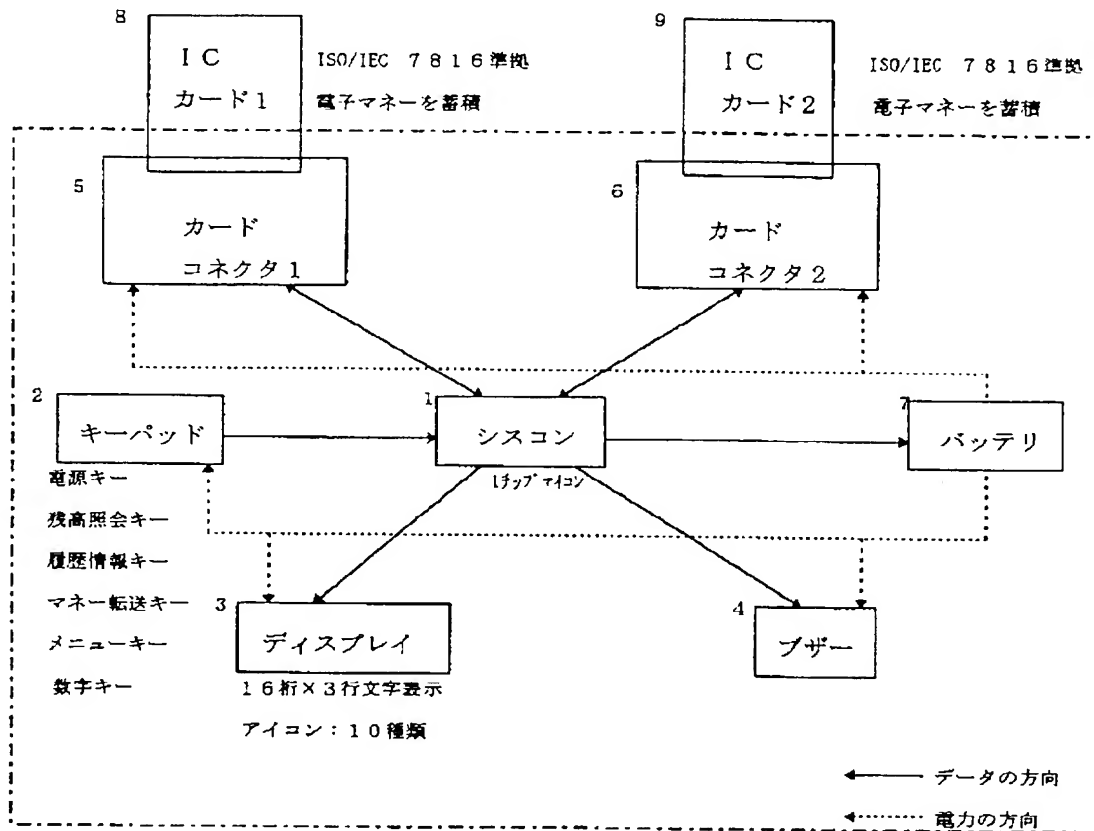 8
ＩＣ
カード１
ISO/IEC ７８１６準拠
電子マネーを蓄積
9
ＩＣ
カード２
ISO/IEC ７８１６準拠
電子マネーを蓄積
5
カード
コネクタ１
6
カード
コネクタ２
2
キーパッド
電源キー
残高照会キー
履歴情報キー
マネー転送キー
メニューキー
数字キー
1
シスコン
1チップマイコン
7
バッテリ
3
ディスプレイ
１６桁×３行文字表示
アイコン：１０種類
4
ブザー
データの方向
電力の方向